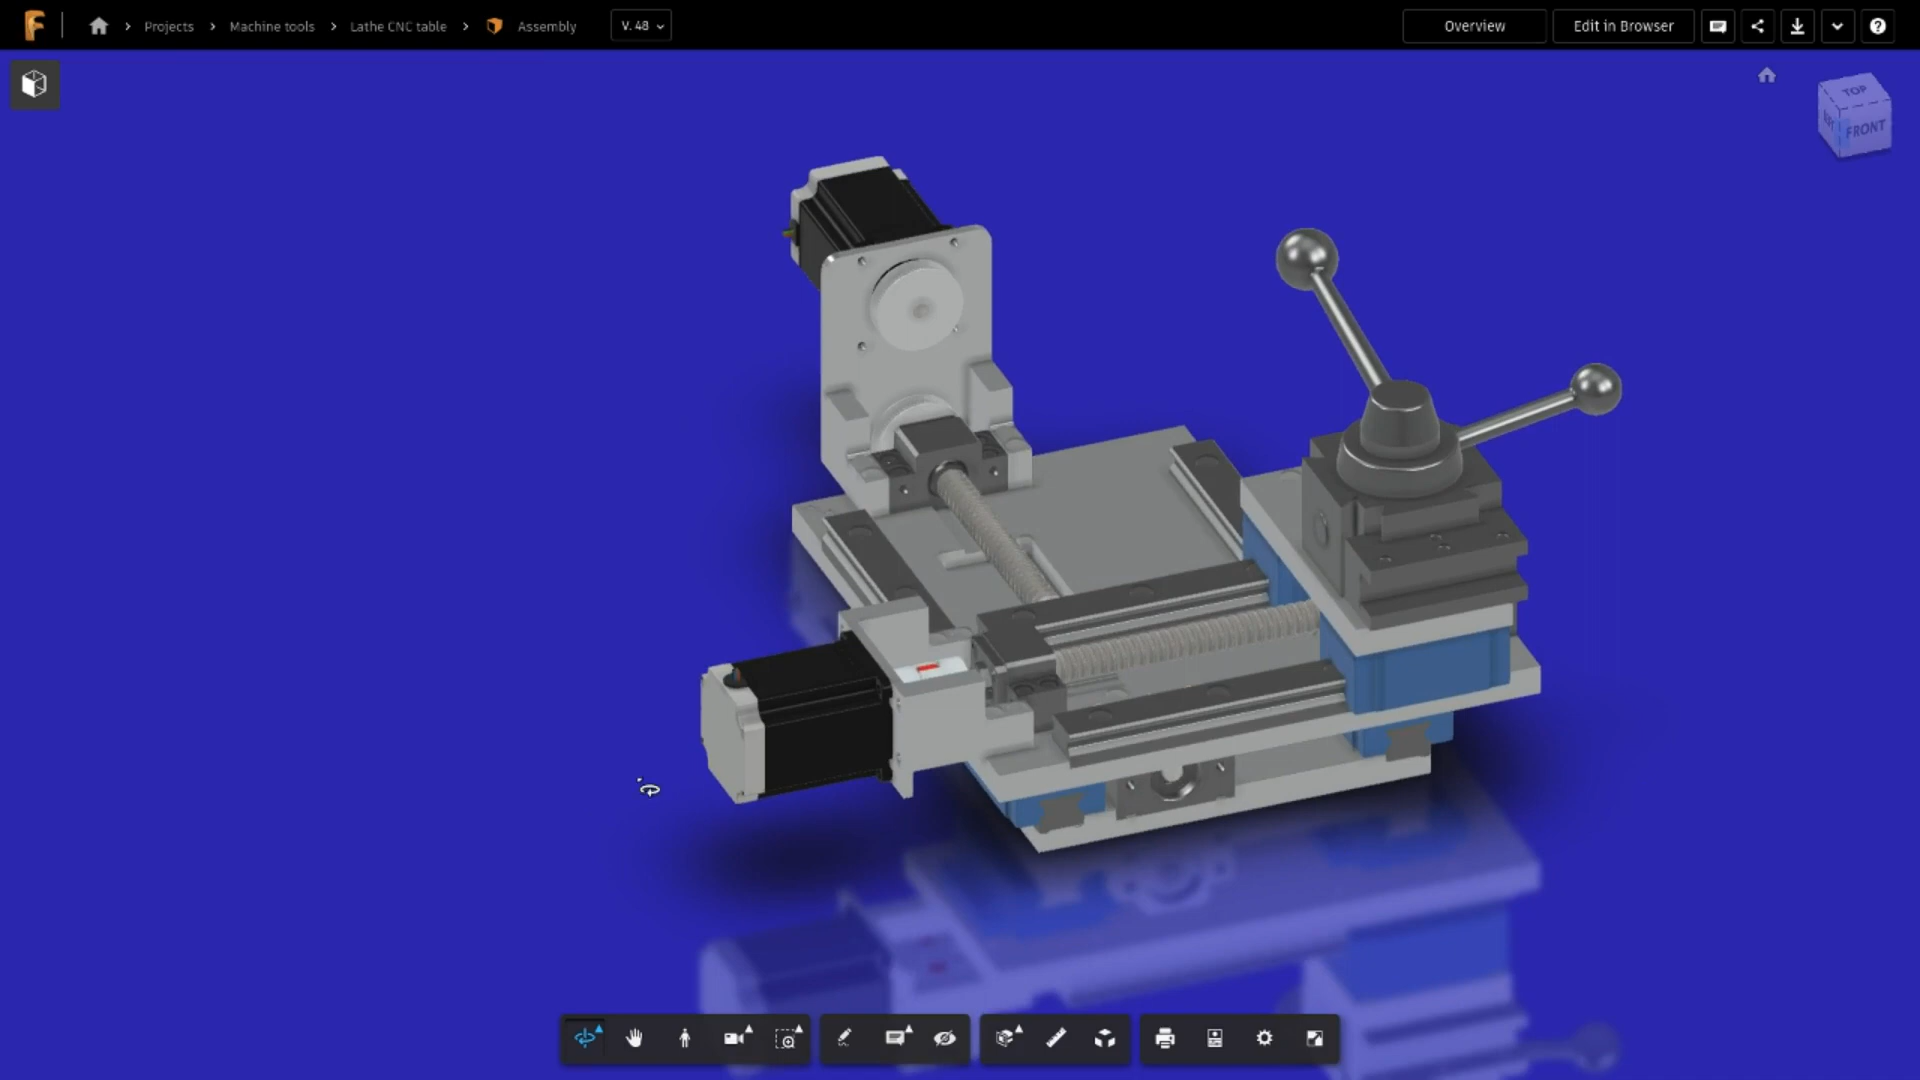 Projects
Machine tools
Lathe CNC table
Assembly
V. 48
Overview
Edit in Browser
TOP
FRONT